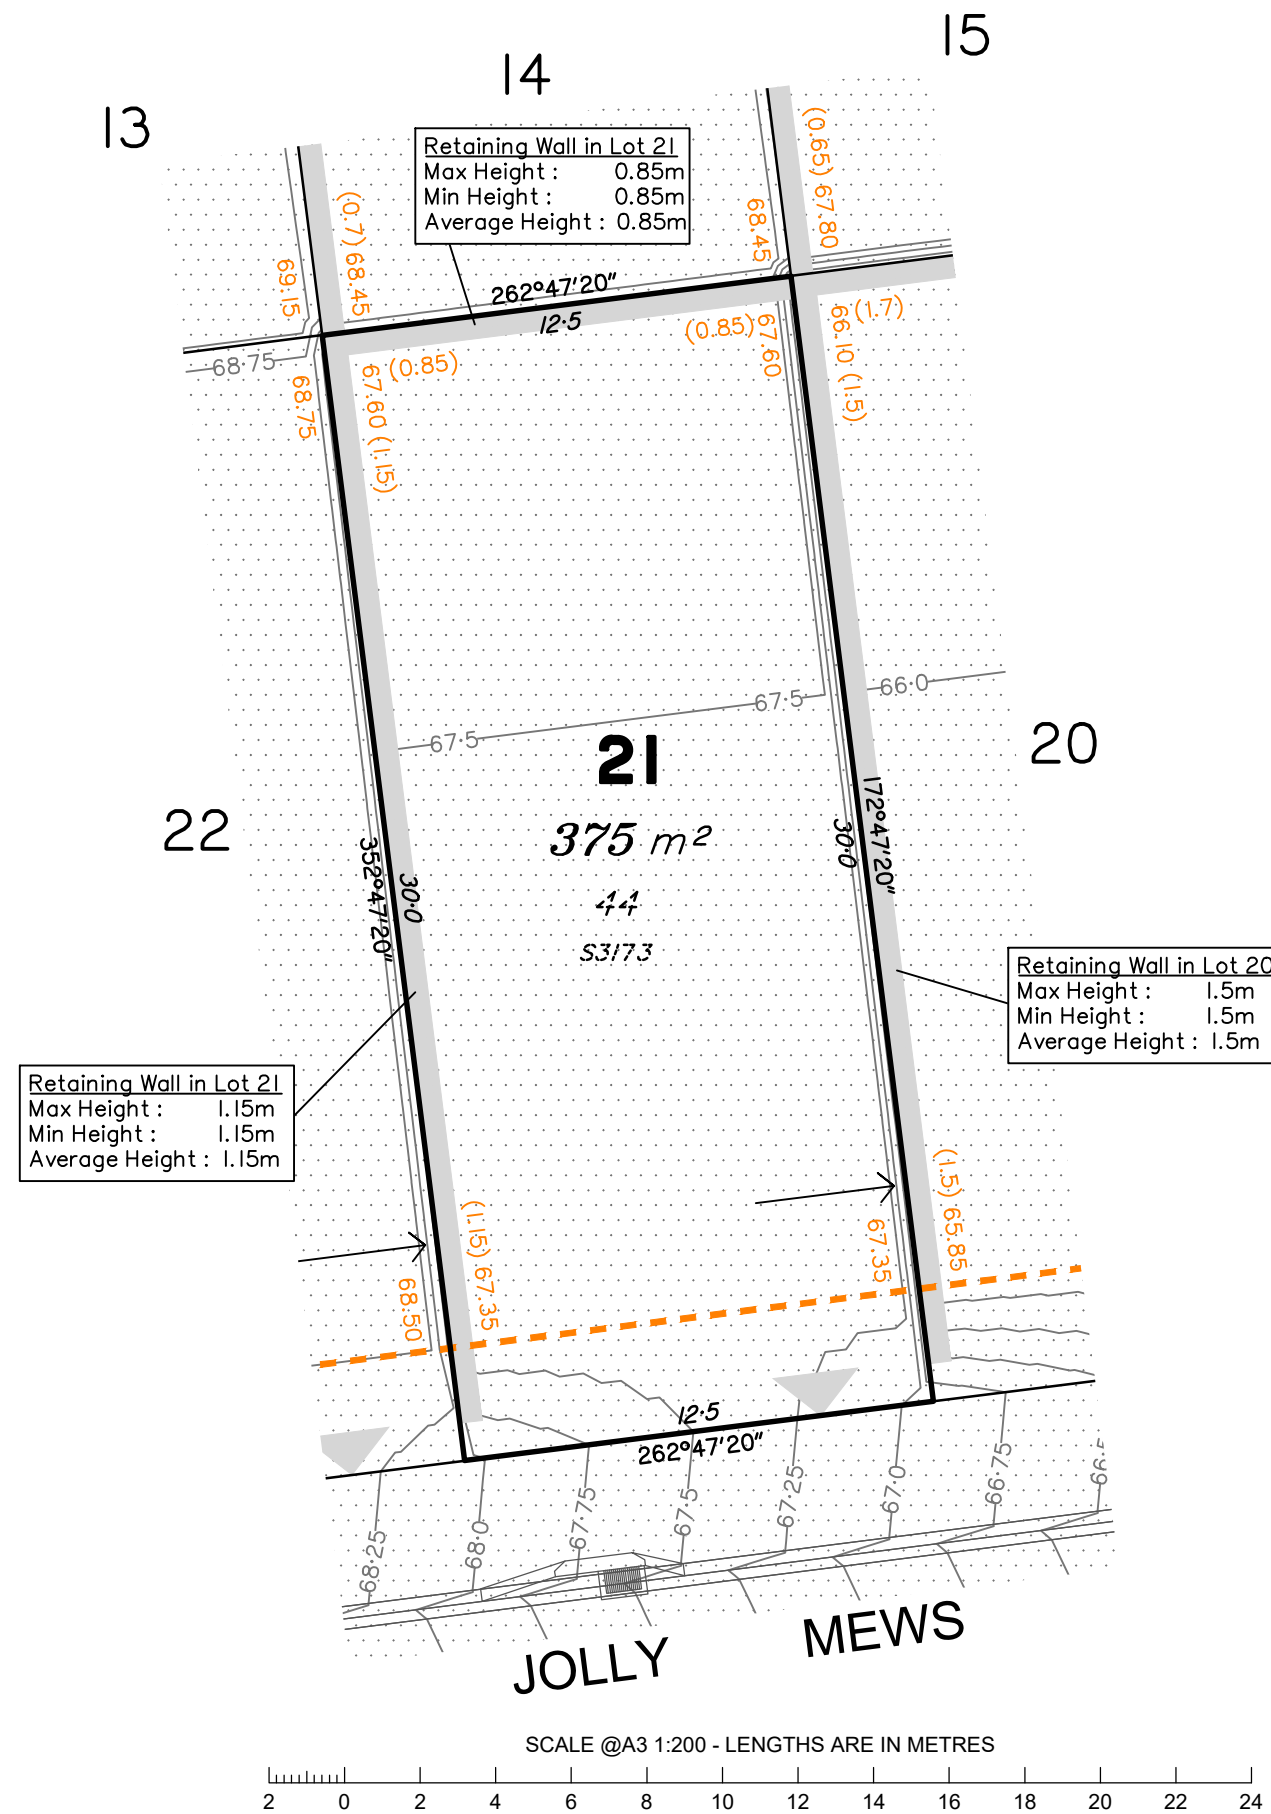 15
14
13
Retaining Wall in Lot 21
Max Height : 0.85m
Min Height : 0.85m
Average Height : 0.85m
(0.65) 67.80
(0.7) 68.45
68.45
69.15
262°47'20"
12·5
(0.85)
67.60
66.10 (1.5)
(1.7)
68·75
68.75
67.60 (1.15)
(0.85)
66·0
67·5
67·5
21
20
22
375 m²
44
S3173
352°47'20"
30·0
30·0
172°47'20"
Retaining Wall in Lot 20
Max Height : 1.5m
Min Height : 1.5m
Average Height : 1.5m
Retaining Wall in Lot 21
Max Height : 1.15m
Min Height : 1.15m
Average Height : 1.15m
(1.15) 67.35
68.50
67.35
(1.5) 65.85
12·5
262°47'20"
68·25
68·0
67·75
67·5
67·25
67·0
66·75
JOLLY MEWS
SCALE @A3 1:200 - LENGTHS ARE IN METRES
2 0 2 4 6 8 10 12 14 16 18 20 22 24